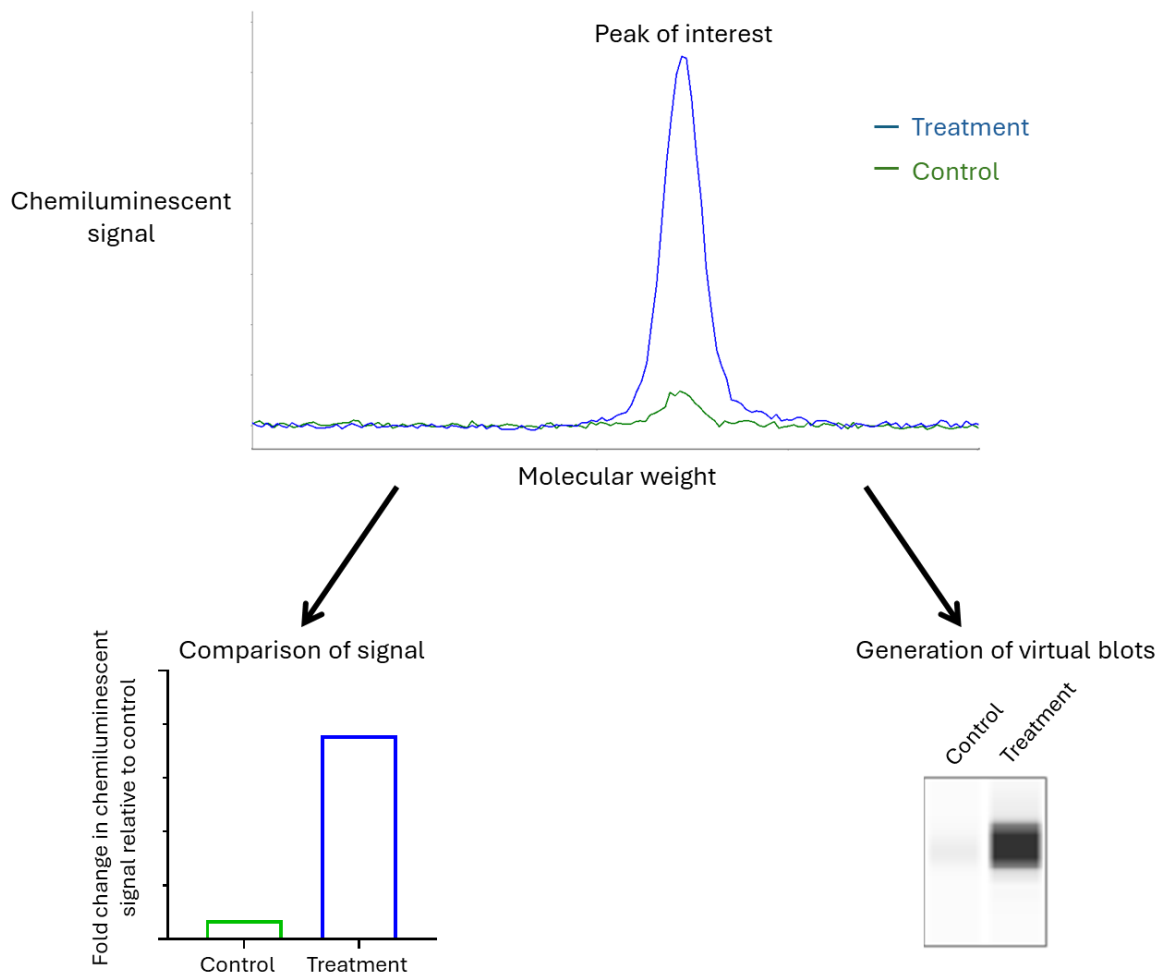 Peak of interest
Treatment
Control
Chemiluminescent
signal
Molecular weight
Comparison of signal
Fold change in chemiluminescent
signal relative to control
Control
Treatment
Generation of virtual blots
Control
Treatment